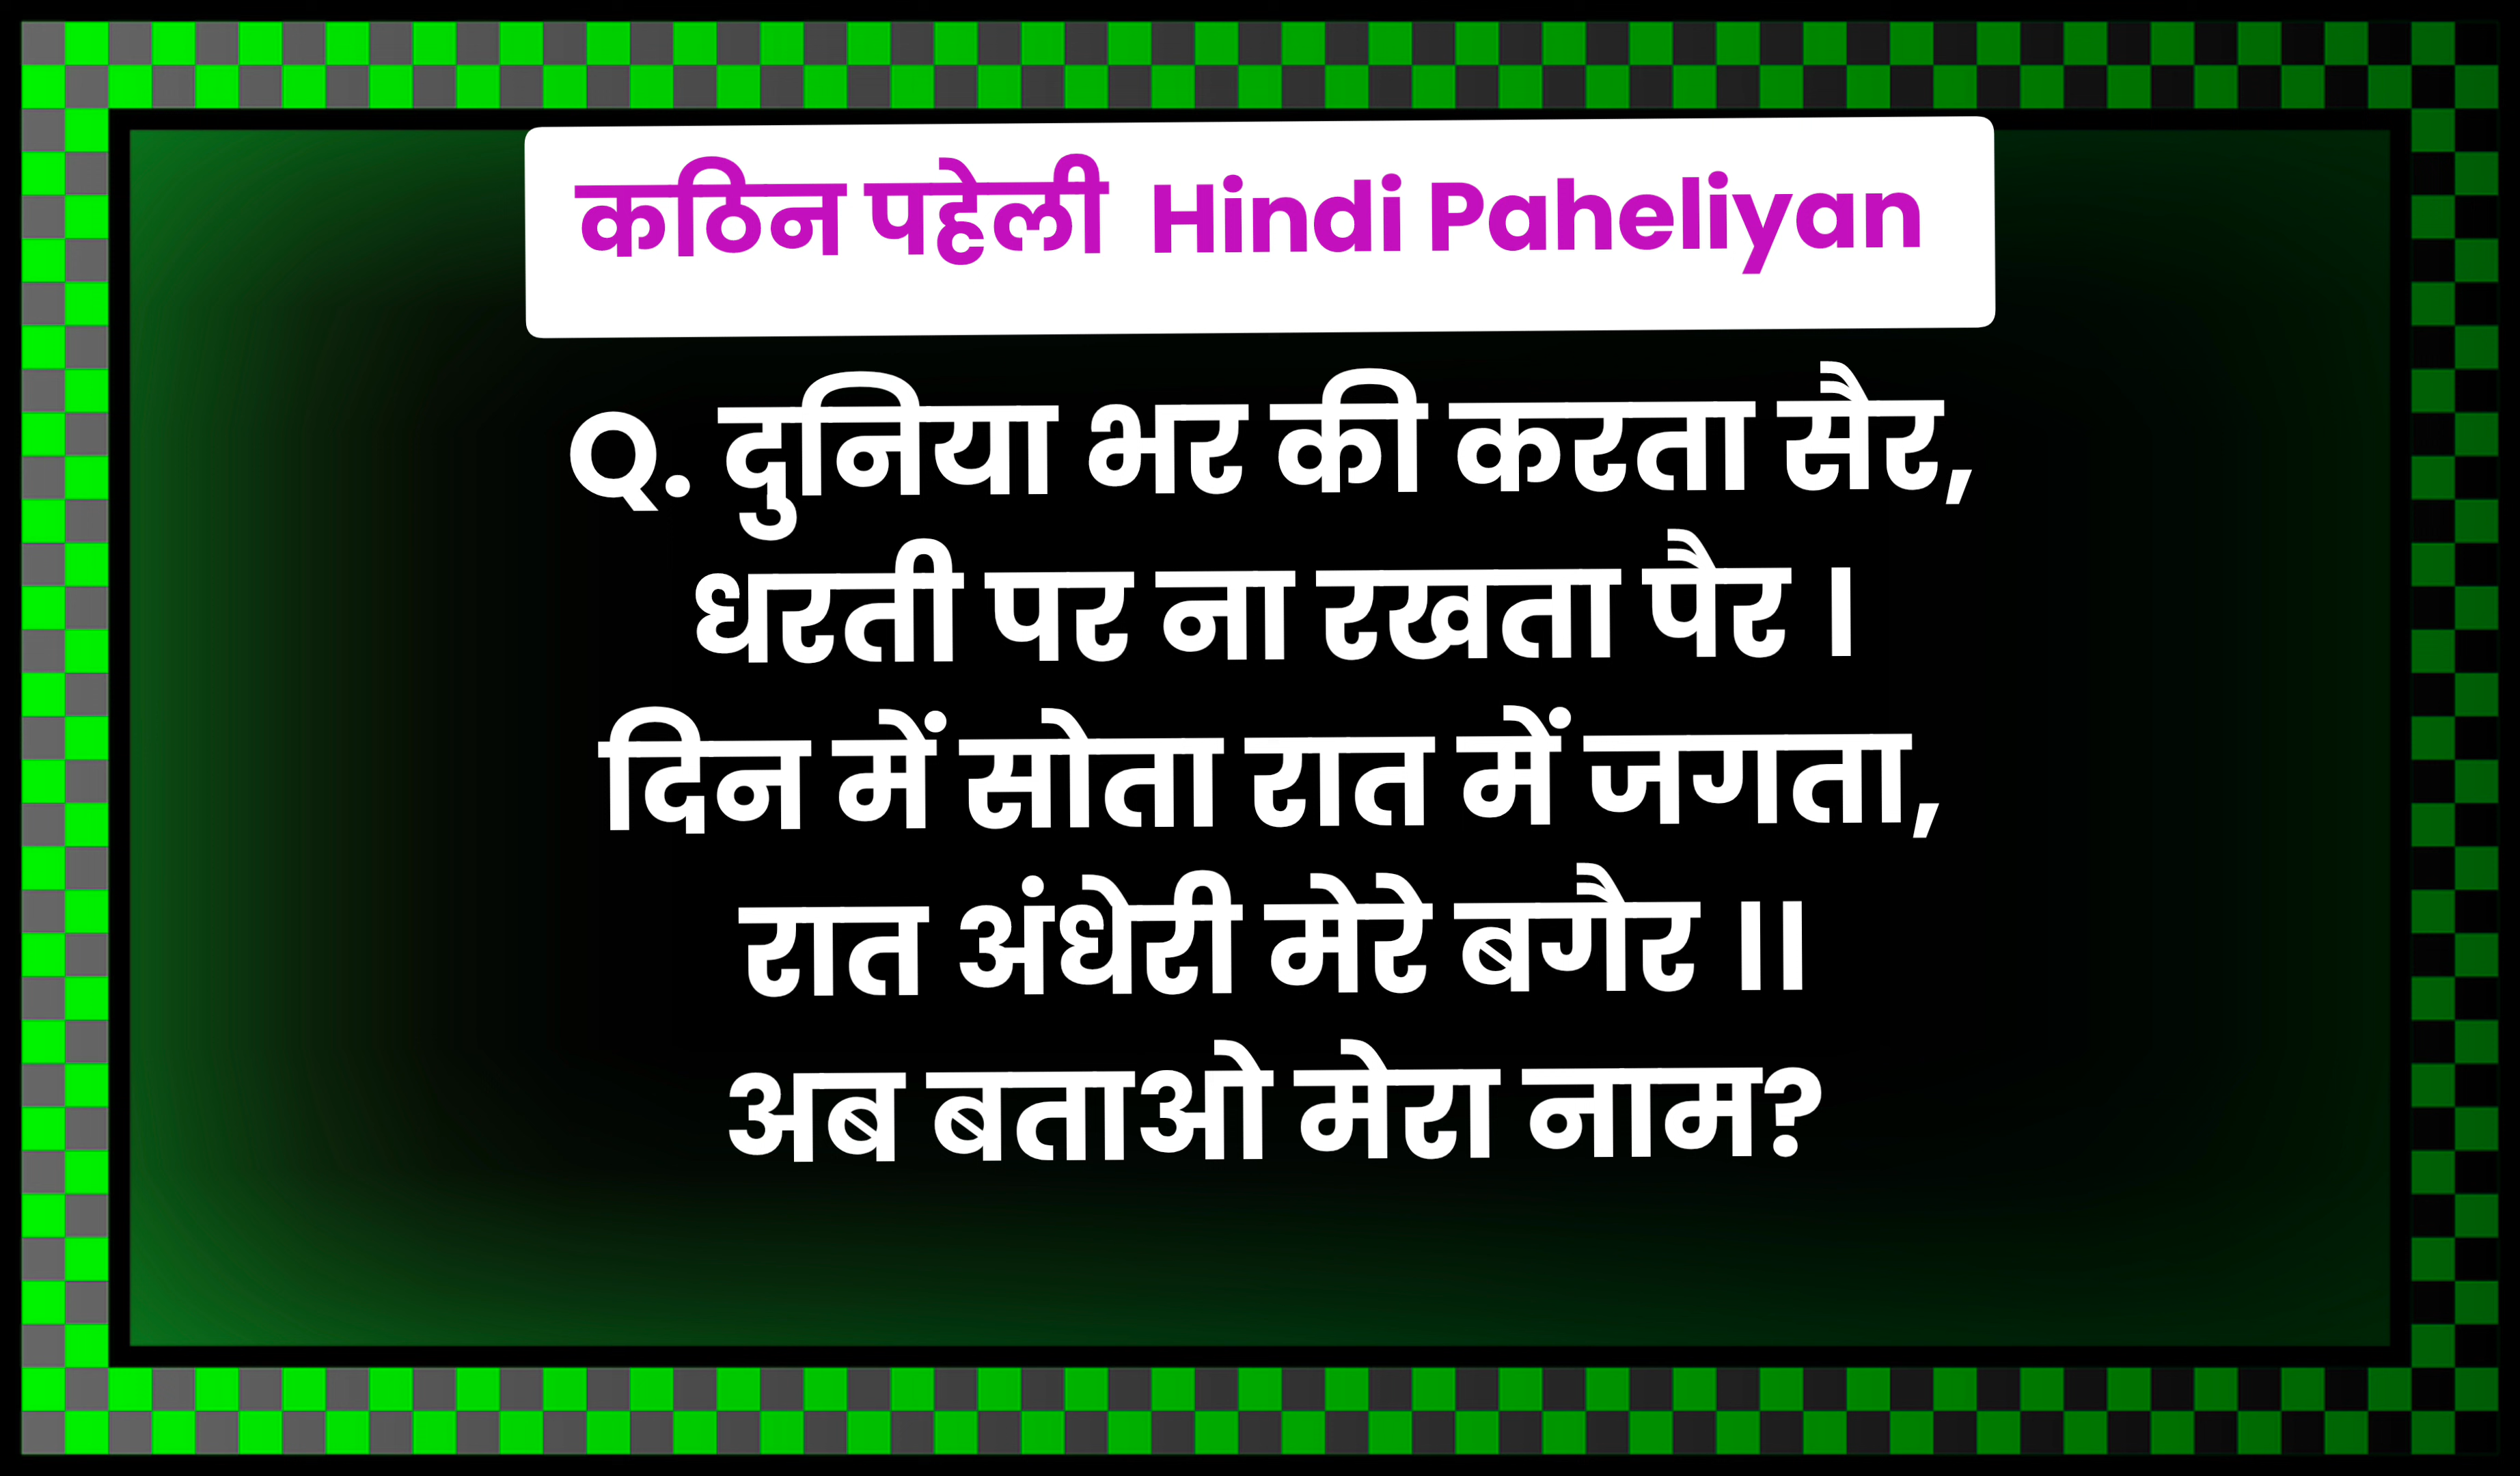 कठिन पहेली Hindi Paheliyan
Q. दुनिया भर की करता सैर,
धरती पर ना रखता पैर ।
दिन में सोता रात में जगता,
रात अंधेरी मेरे बगैर ॥
अब बताओ मेरा नाम?